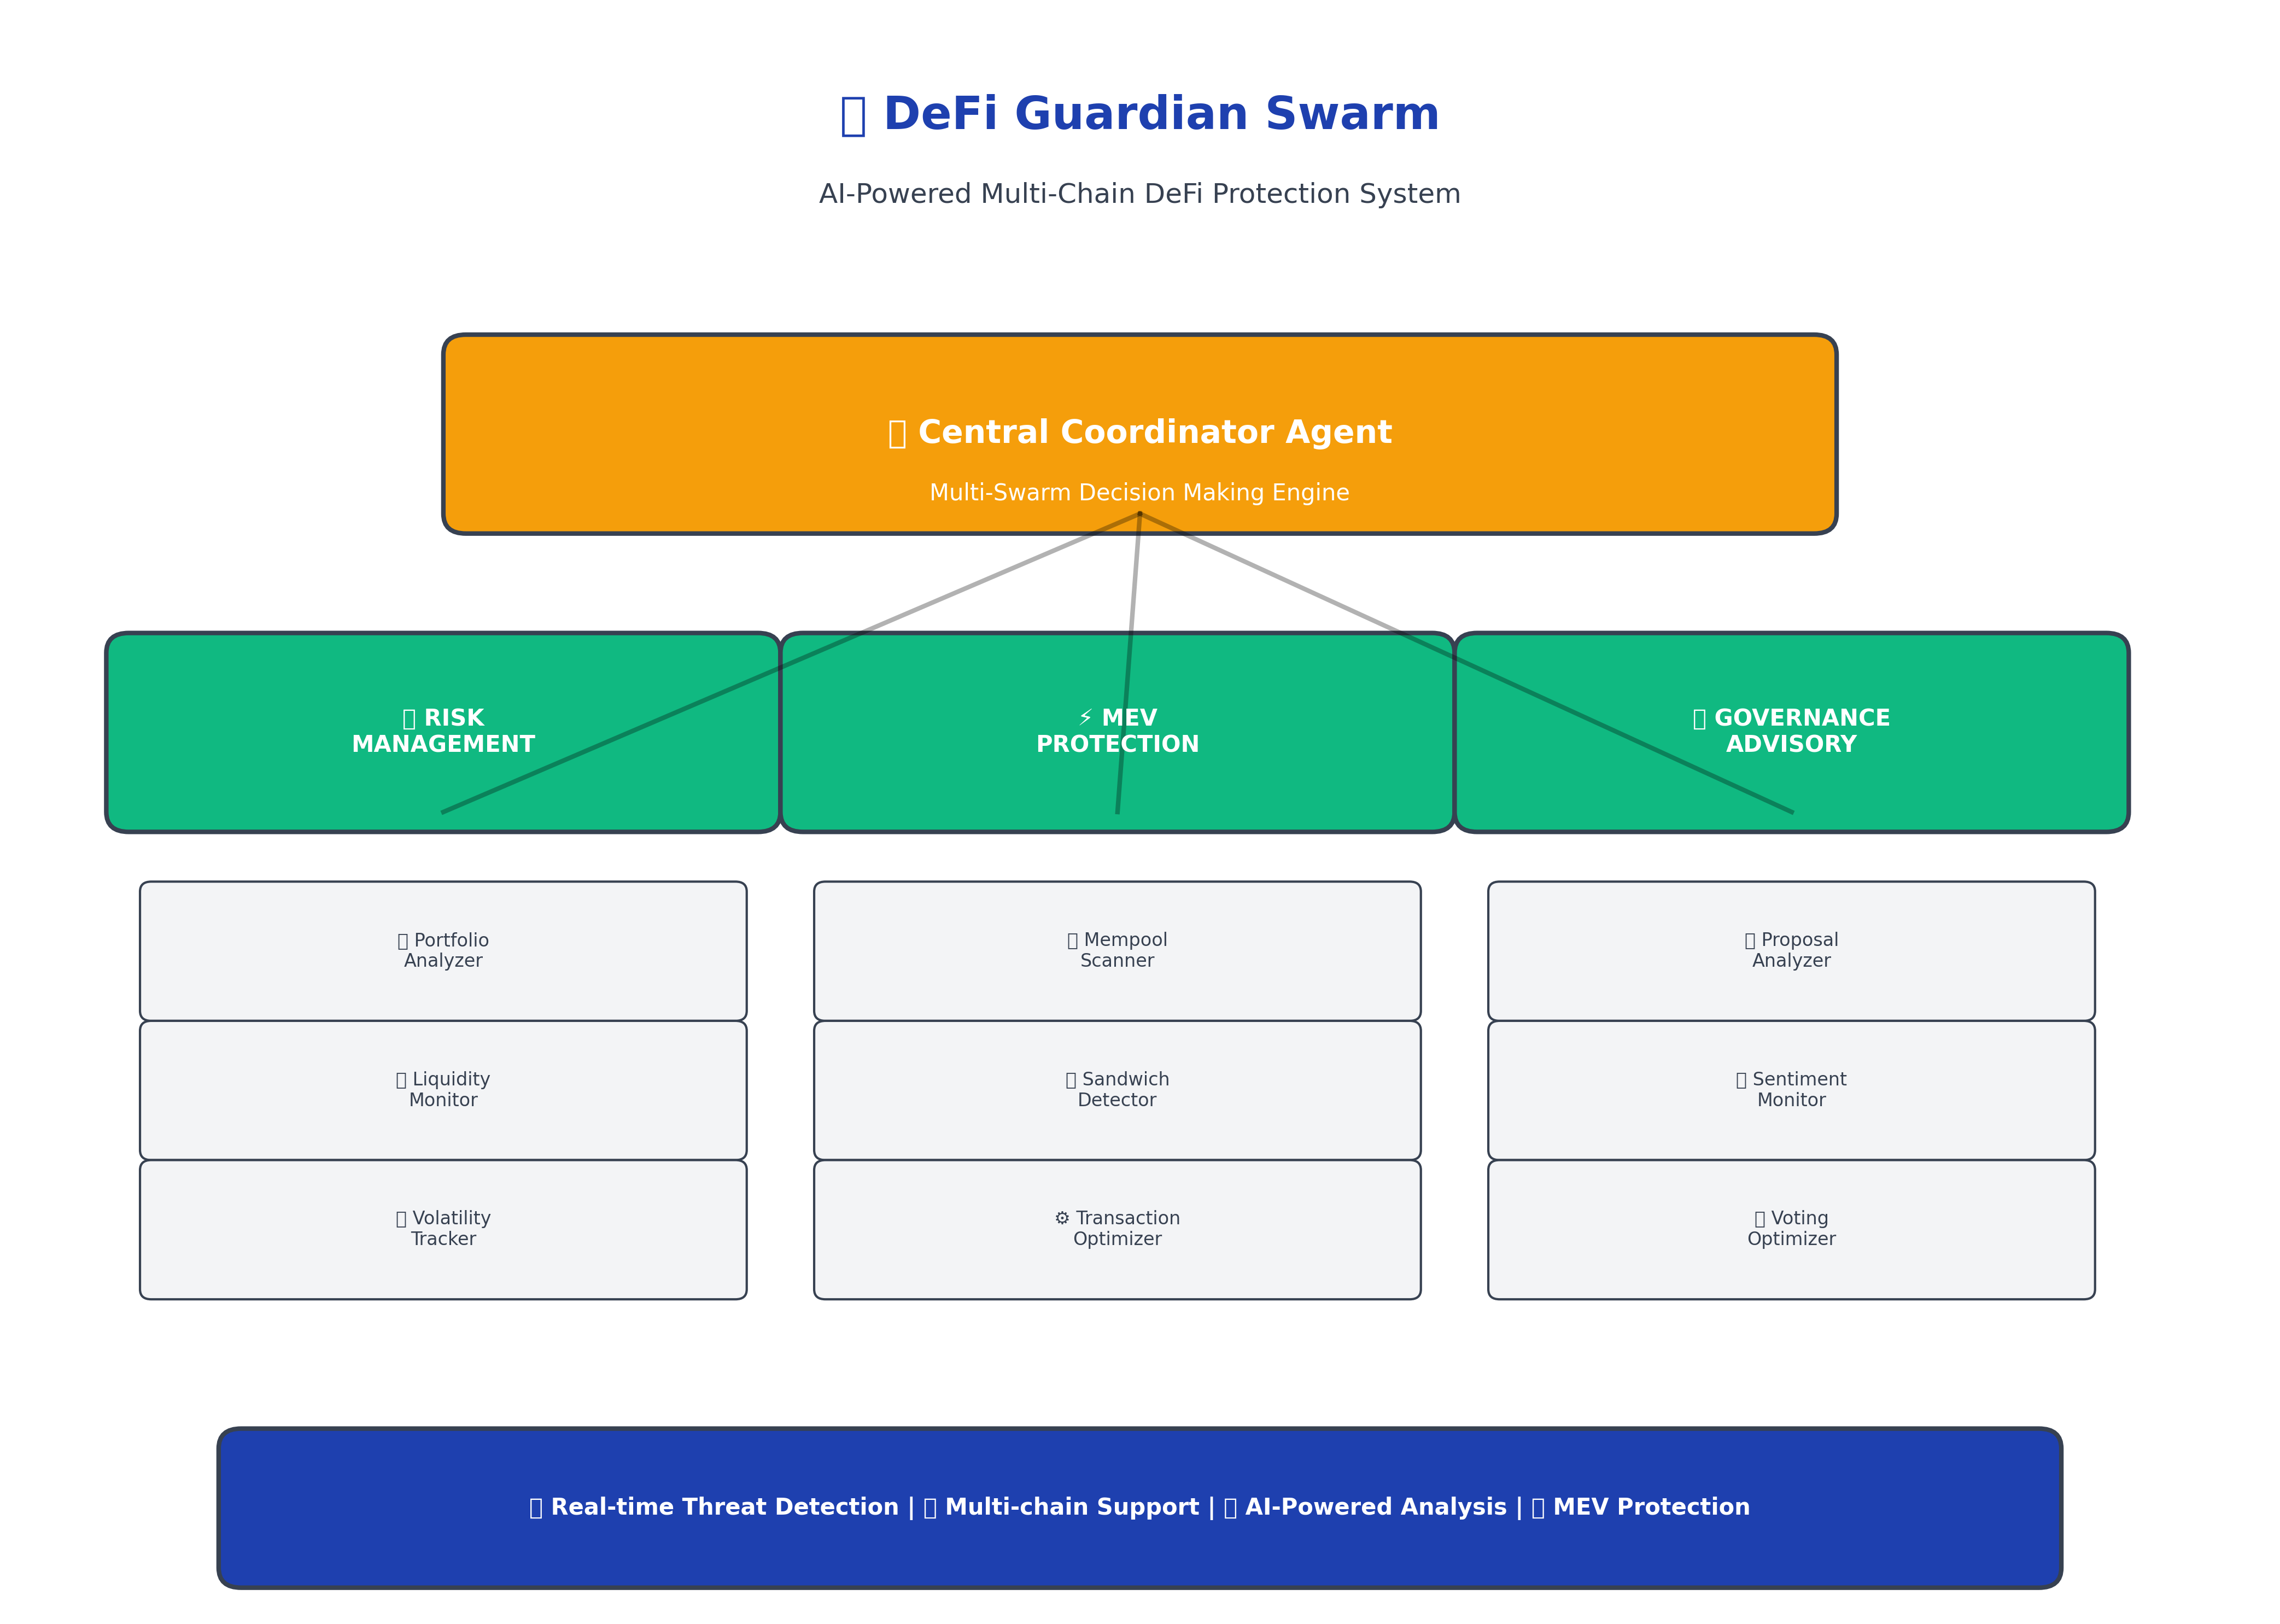 ▯ DeFi Guardian Swarm
AI-Powered Multi-Chain DeFi Protection System
▯ Central Coordinator Agent
Multi-Swarm Decision Making Engine
▯ RISK
MANAGEMENT
⚡ MEV
PROTECTION
▯ GOVERNANCE
ADVISORY
▯ Portfolio
Analyzer
▯ Mempool
Scanner
▯ Proposal
Analyzer
▯ Liquidity
Monitor
▯ Sandwich
Detector
▯ Sentiment
Monitor
▯ Volatility
Tracker
⚙ Transaction
Optimizer
▯ Voting
Optimizer
▯ Real-time Threat Detection | ▯ Multi-chain Support | ▯ AI-Powered Analysis | ▯ MEV Protection